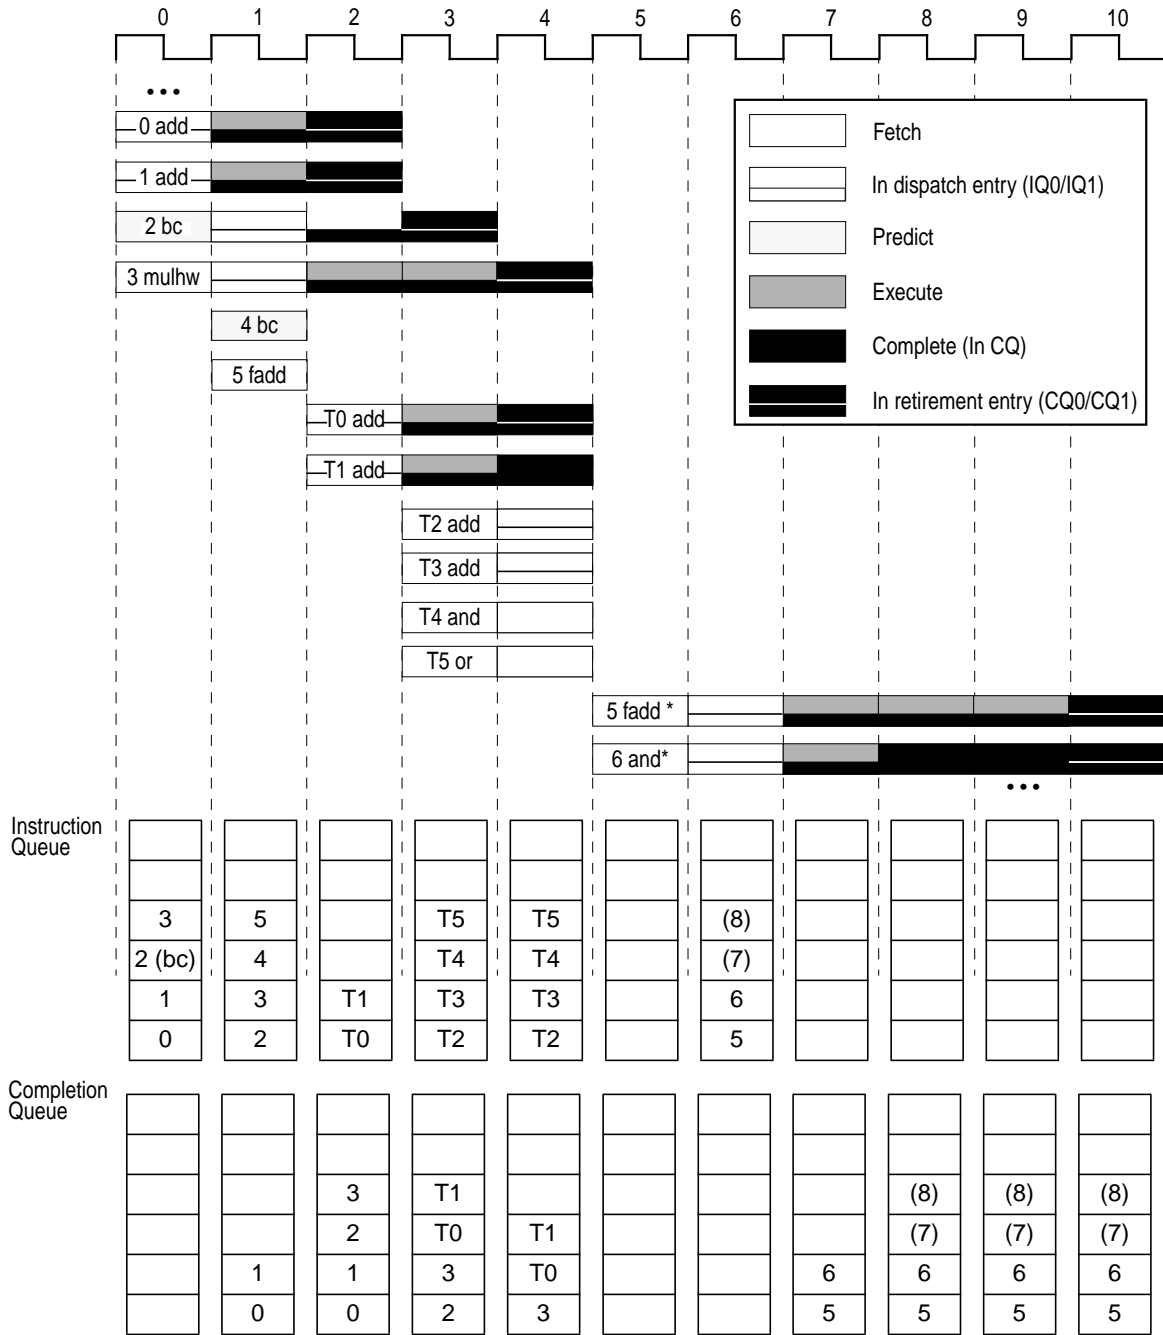 0 1 2 3 4 5 6 7 8 9 10
•••
0 add
1 add
2 bc
3 mulhw
4 bc
5 fadd
T0 add
T1 add
T2 add
T3 add
T4 and
T5 or
5 fadd *
6 and*
•••
Fetch
In dispatch entry (IQ0/IQ1)
Predict
Execute
Complete (In CQ)
In retirement entry (CQ0/CQ1)
Instruction
Queue
3 5 T5 T5 (8)
2 (bc) 4 T4 T4 (7)
1 3 T1 T3 T3 6
0 2 T0 T2 T2 5
Completion
Queue
3 T1 (8) (8) (8)
2 T0 T1 (7) (7) (7)
1 1 3 T0 6 6 6 6
0 0 2 3 5 5 5 5